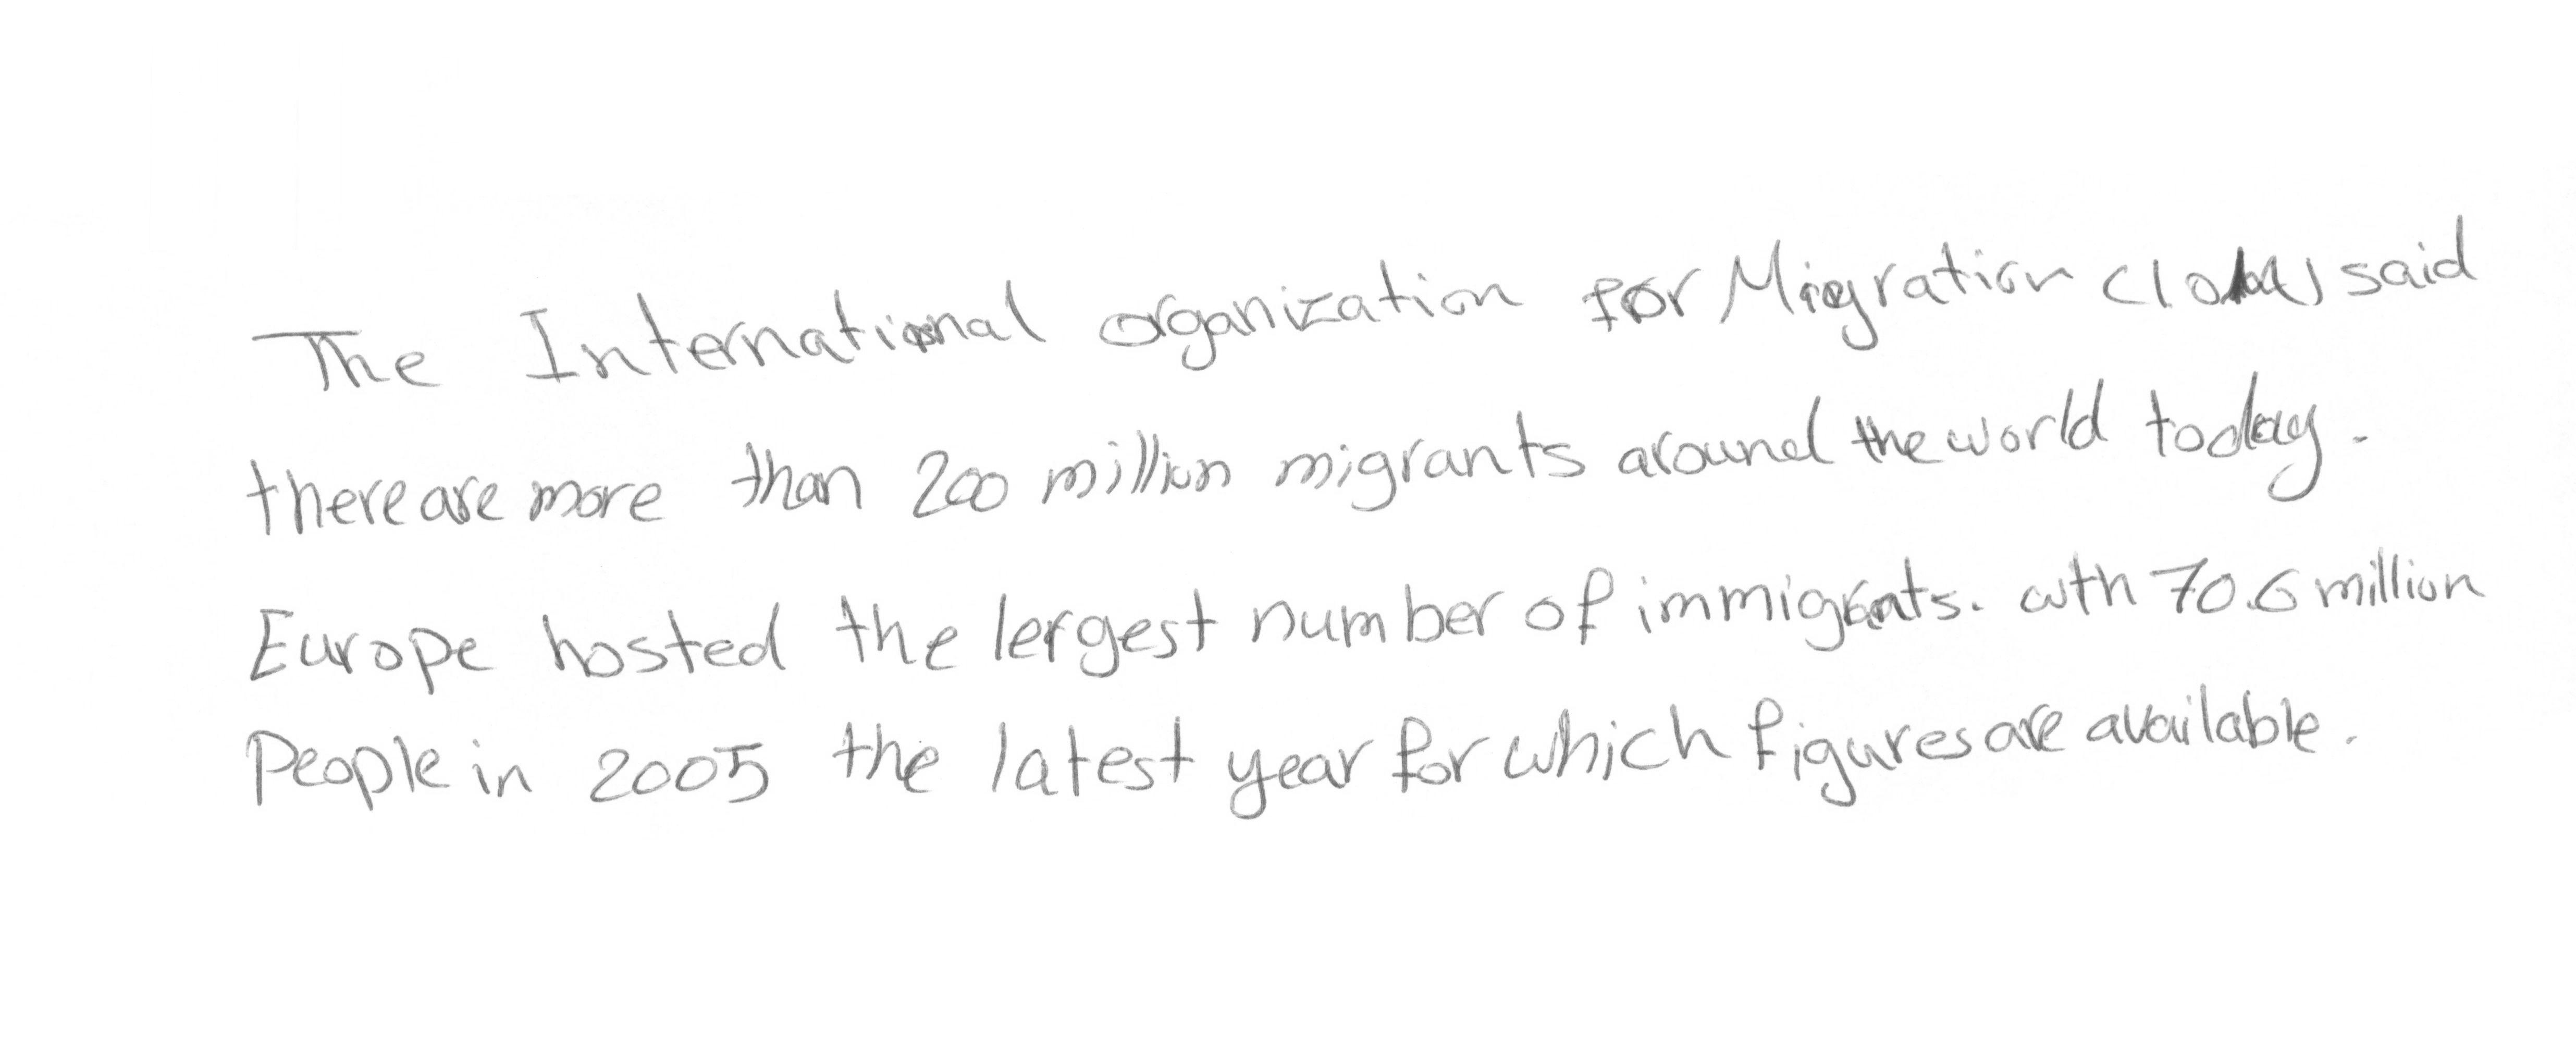 The International organization for Migration said
there are more than 200 million migrants around the world today.
Europe hosted the lergest number of immigrants. wth 70.6 million
People in 2005 the latest year for which figures are available.